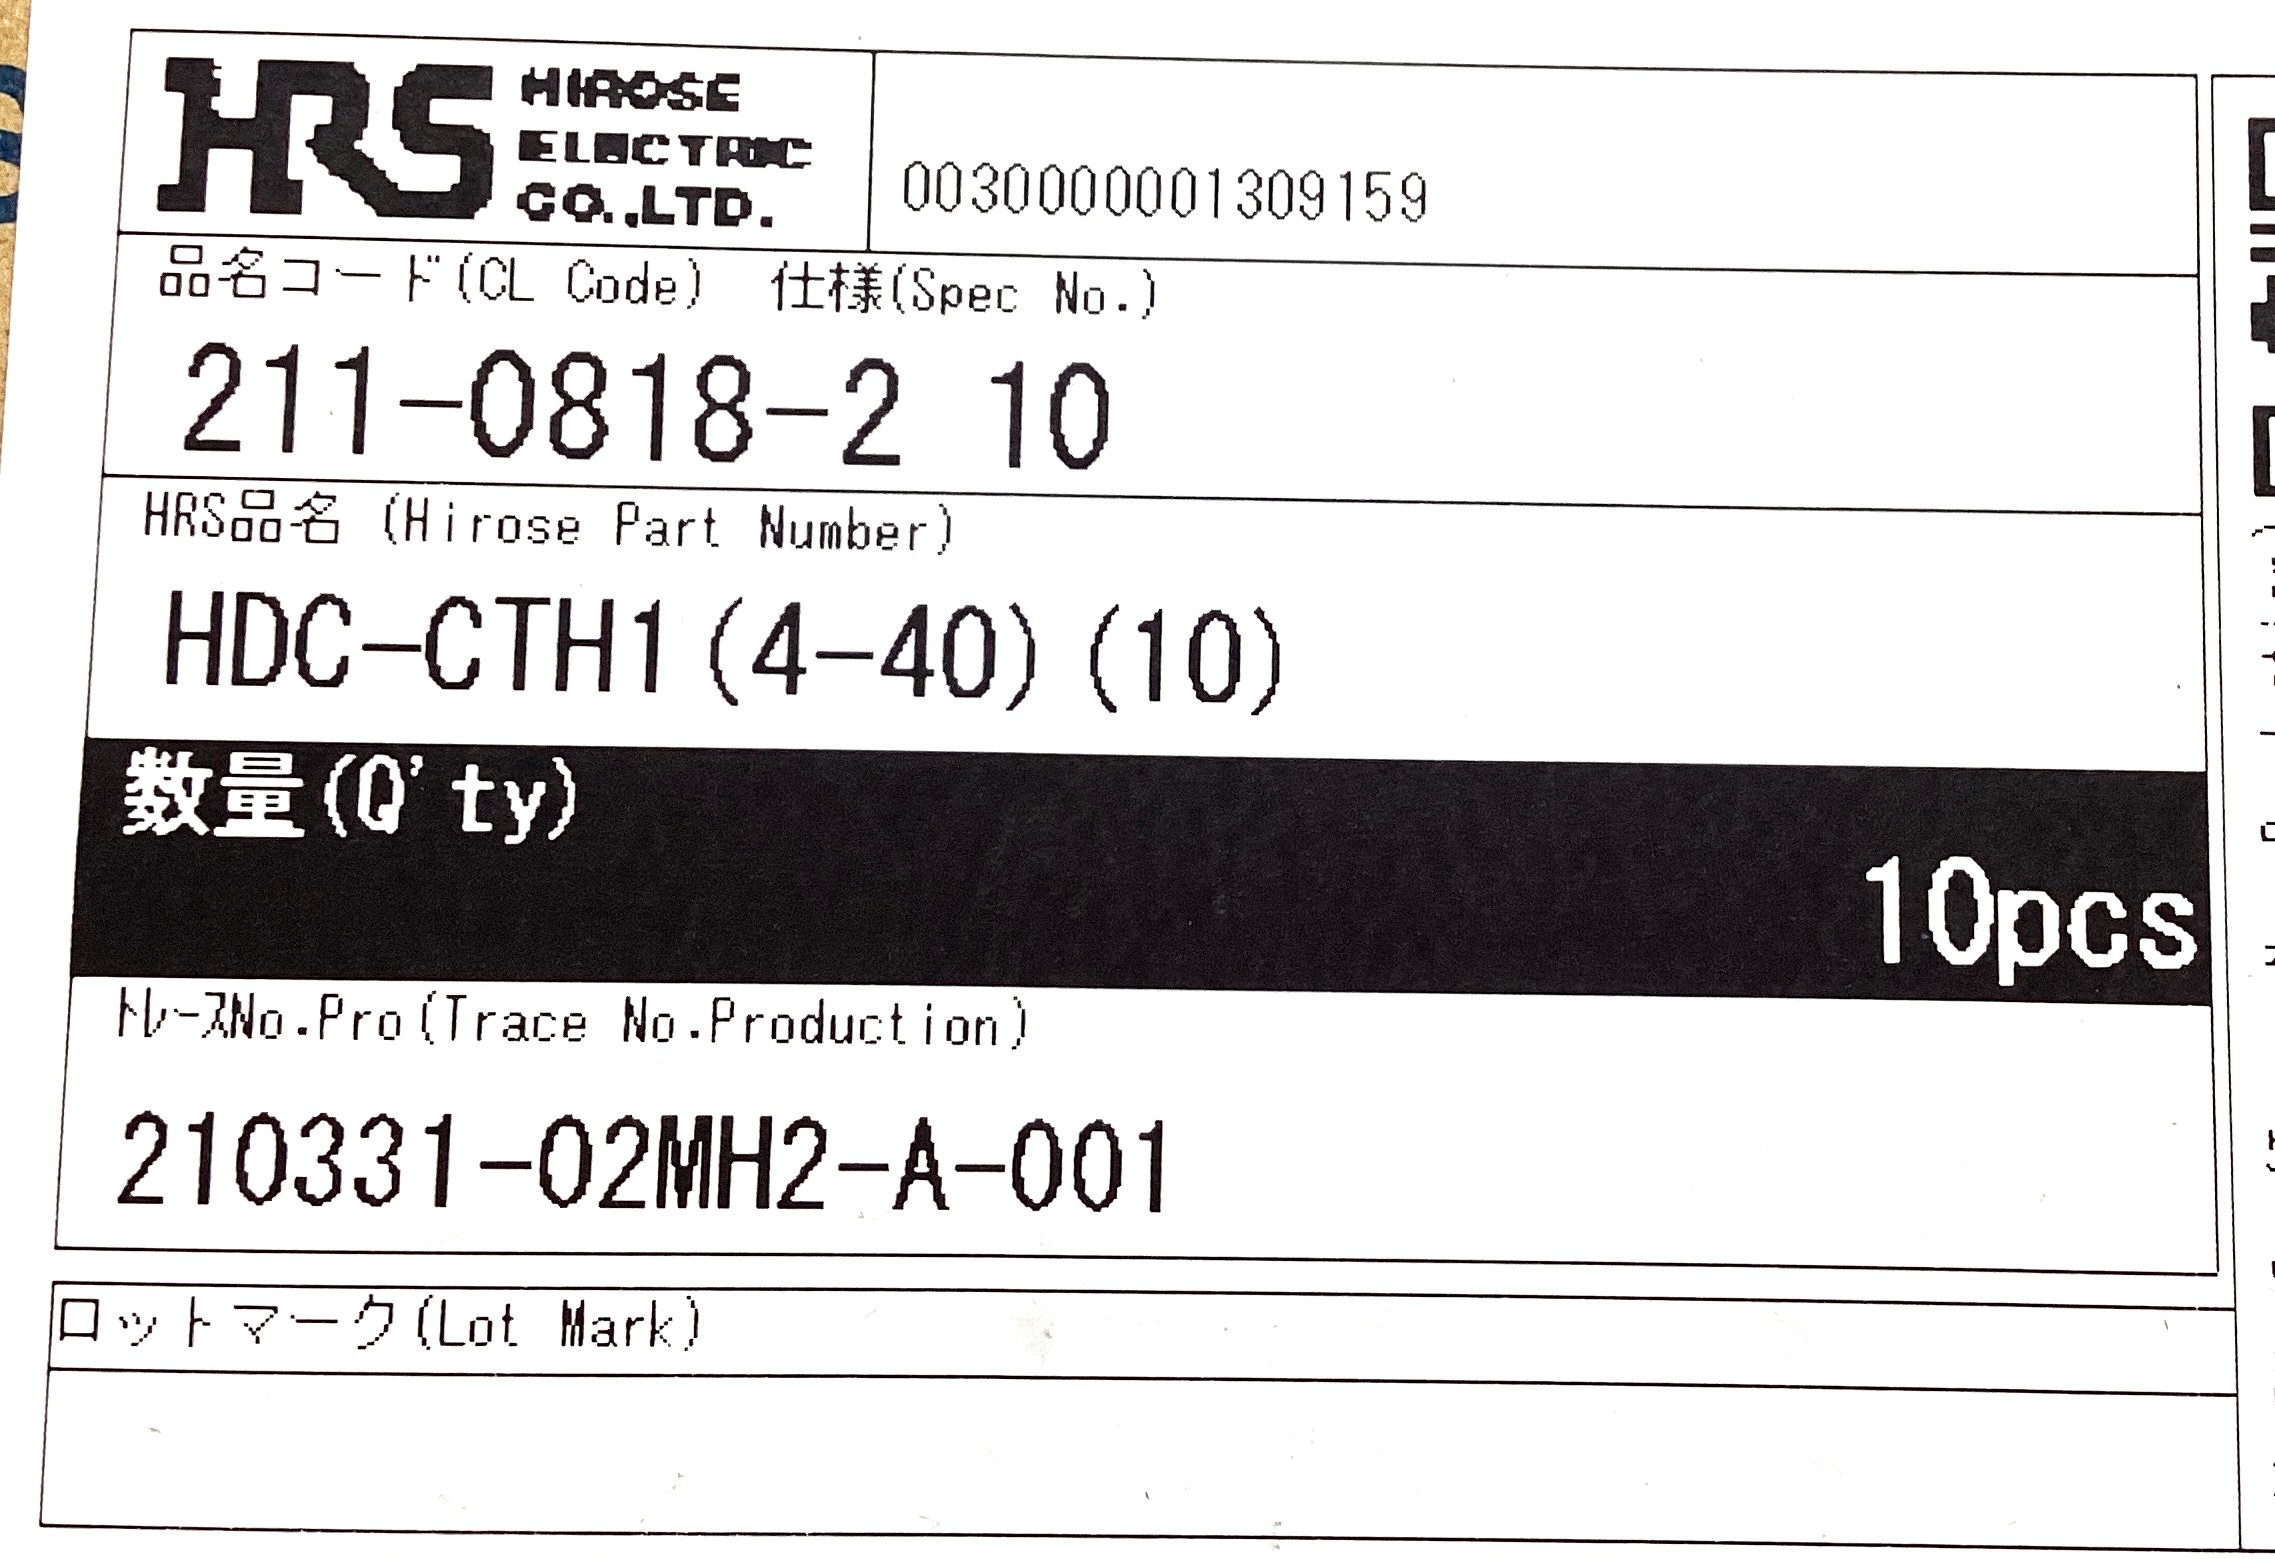 HRS HIROSE
ELECTRIC
CO.,LTD.
0030000001309159
品名コード(CL Code) 仕様(Spec No.)
211-0818-2 10
HRS品名 (Hirose Part Number)
HDC-CTH1(4-40)(10)
数量(Q'ty)
10pcs
トレースNo.Pro(Trace No.Production)
210331-02MH2-A-001
ロットマーク(Lot Mark)